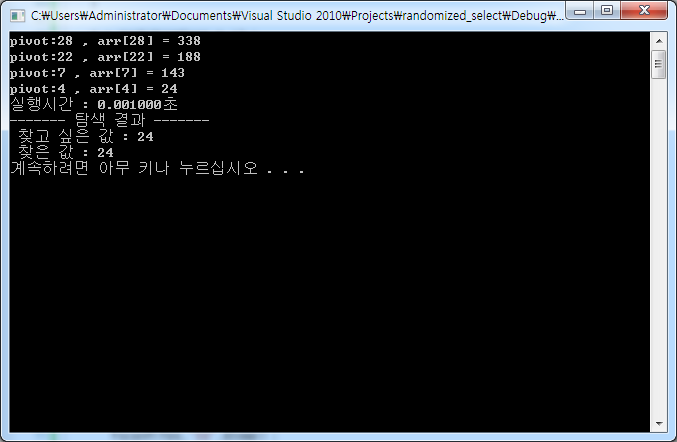 C:₩Users₩Administrator₩Documents₩Visual Studio 2010₩Projects₩randomized_select₩Debug₩...
pivot:28 , arr[28] = 338
pivot:22 , arr[22] = 188
pivot:7 , arr[7] = 143
pivot:4 , arr[4] = 24
실행시간 : 0.001000초
------- 탐색 결과 -------
찾고 싶은 값 : 24
찾은 값 : 24
계속하려면 아무 키나 누르십시오 . . .